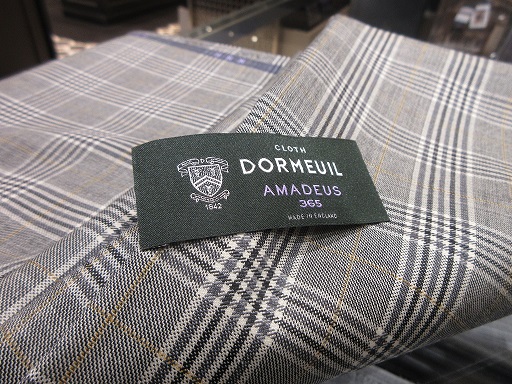 CLOTH
DORMEUIL
AMADEUS
365
MADE IN ENGLAND
1842